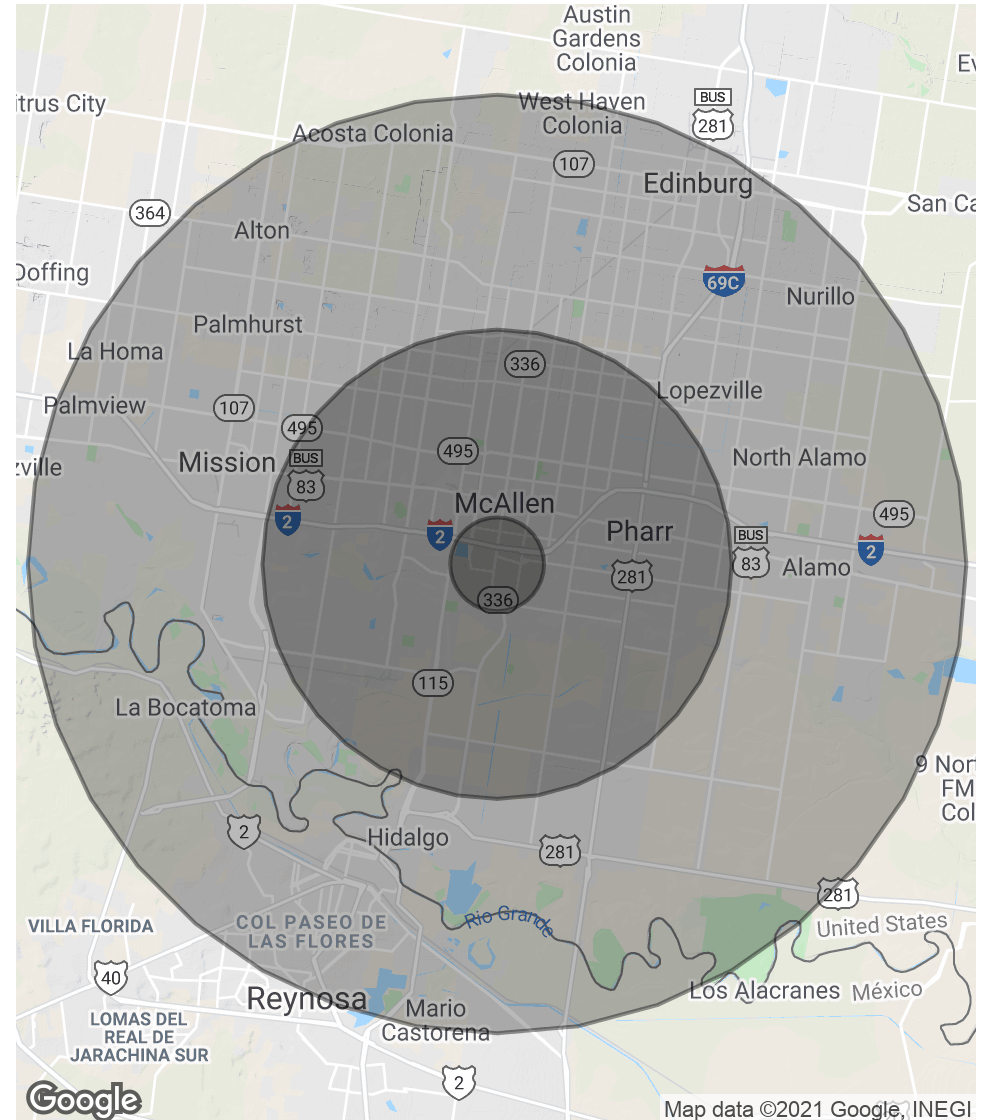 Austin
Gardens
Colonia
Ev
itrus City
BUS
281
West Haven
Colonia
Acosta Colonia
107
Edinburg
364
San Ca
Alton
Doffing
69C
Nurillo
Palmhurst
La Homa
336
Lopezville
Palmview
107
495
495
Mission
BUS
83
North Alamo
zville
McAllen
495
2
2
Pharr
BUS
83
2
281
Alamo
336
115
La Bocatoma
9 Nort
FM
Col
2
Hidalgo
281
281
VILLA FLORIDA
COL PASEO DE
LAS FLORES
Rio Grande
United States
40
Reynosa
Los Alacranes
México
Mario
Castorena
LOMAS DEL
REAL DE
JARACHINA SUR
2
Google
Map data ©2021 Google, INEGI